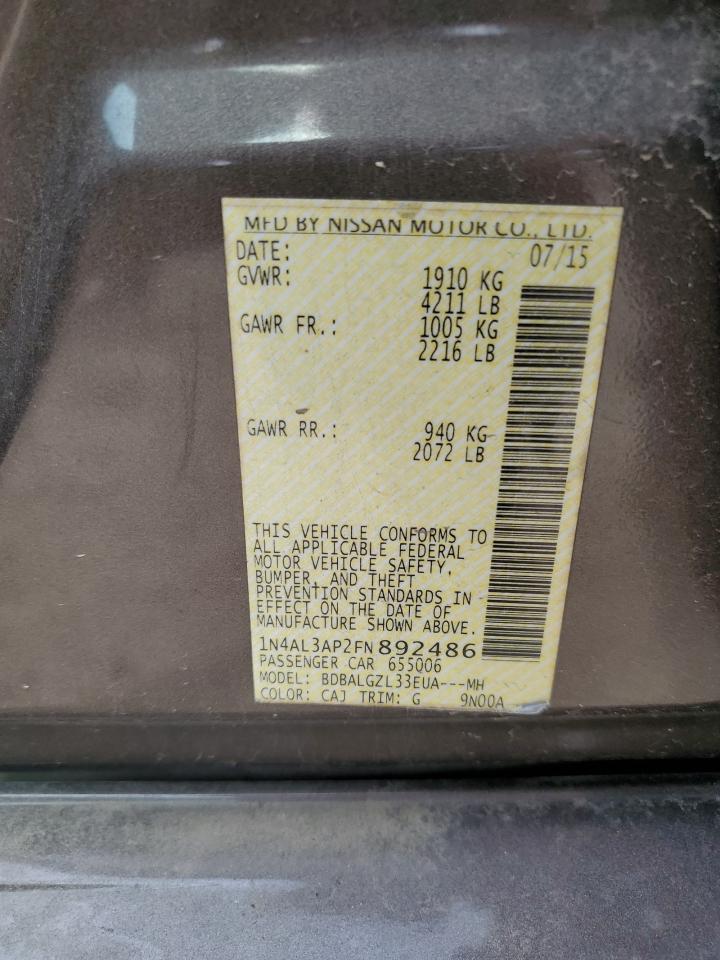 MFD BY NISSAN MOTOR CO., LTD.
DATE: 07/15
GVWR: 1910 KG
4211 LB
GAWR FR.: 1005 KG
2216 LB
GAWR RR.: 940 KG
2072 LB
THIS VEHICLE CONFORMS TO
ALL APPLICABLE FEDERAL
MOTOR VEHICLE SAFETY,
BUMPER, AND THEFT
PREVENTION STANDARDS IN
EFFECT ON THE DATE OF
MANUFACTURE SHOWN ABOVE.
1N4AL3AP2FN892486
PASSENGER CAR 655006
MODEL: BDBALGZL33EUA---MH
COLOR: CAJ TRIM: G 9N00A